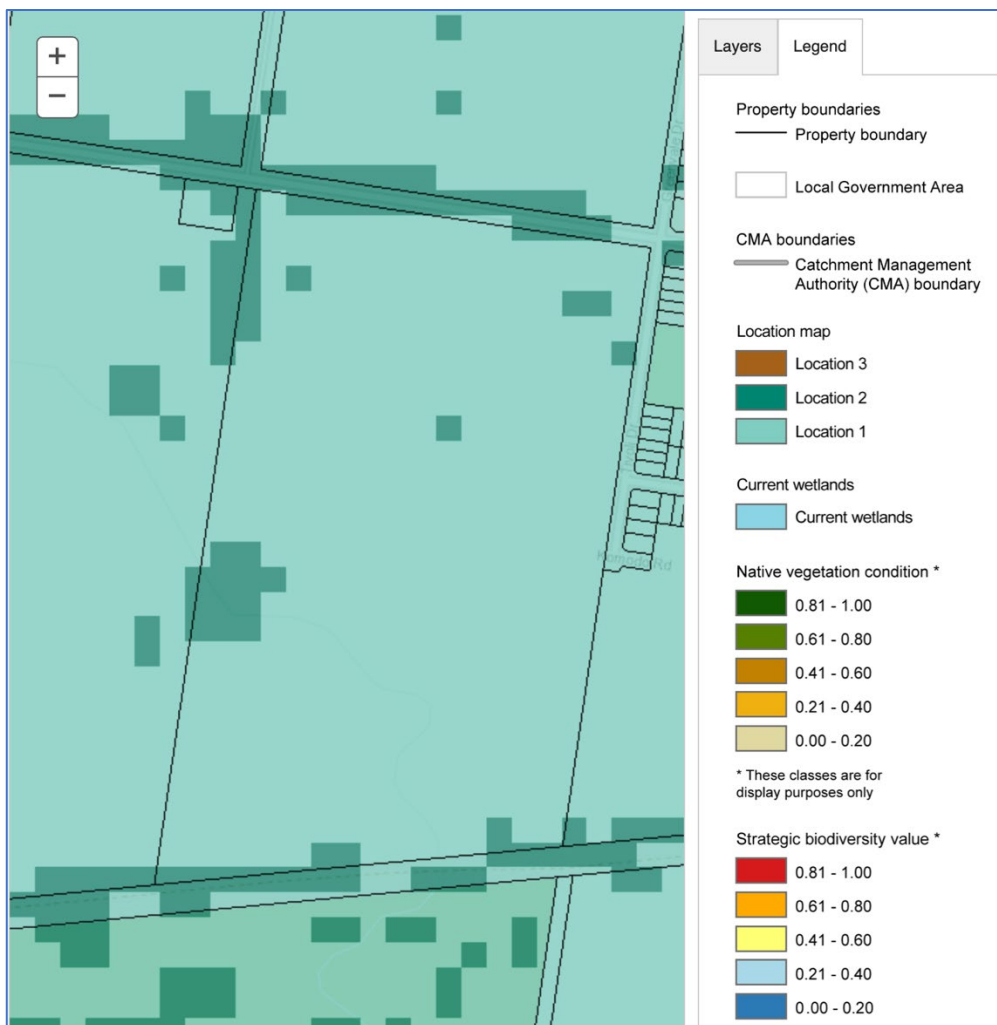 +
−
Komodo Rd
Layers
Legend
Property boundaries
Property boundary
Local Government Area
CMA boundaries
Catchment Management
Authority (CMA) boundary
Location map
Location 3
Location 2
Location 1
Current wetlands
Current wetlands
Native vegetation condition *
0.81 - 1.00
0.61 - 0.80
0.41 - 0.60
0.21 - 0.40
0.00 - 0.20
* These classes are for
display purposes only
Strategic biodiversity value *
0.81 - 1.00
0.61 - 0.80
0.41 - 0.60
0.21 - 0.40
0.00 - 0.20